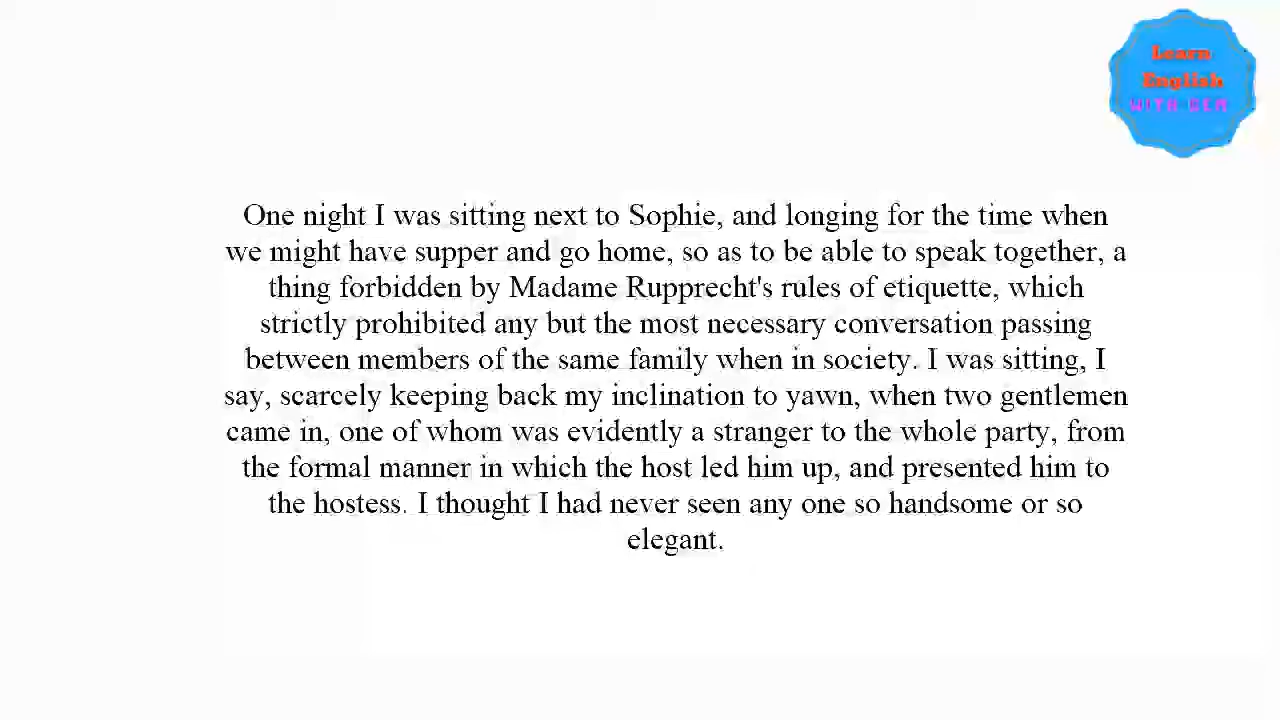 Learn
English
WITH GEM
One night I was sitting next to Sophie, and longing for the time when
we might have supper and go home, so as to be able to speak together, a
thing forbidden by Madame Rupprecht's rules of etiquette, which
strictly prohibited any but the most necessary conversation passing
between members of the same family when in society. I was sitting, I
say, scarcely keeping back my inclination to yawn, when two gentlemen
came in, one of whom was evidently a stranger to the whole party, from
the formal manner in which the host led him up, and presented him to
the hostess. I thought I had never seen any one so handsome or so
elegant.